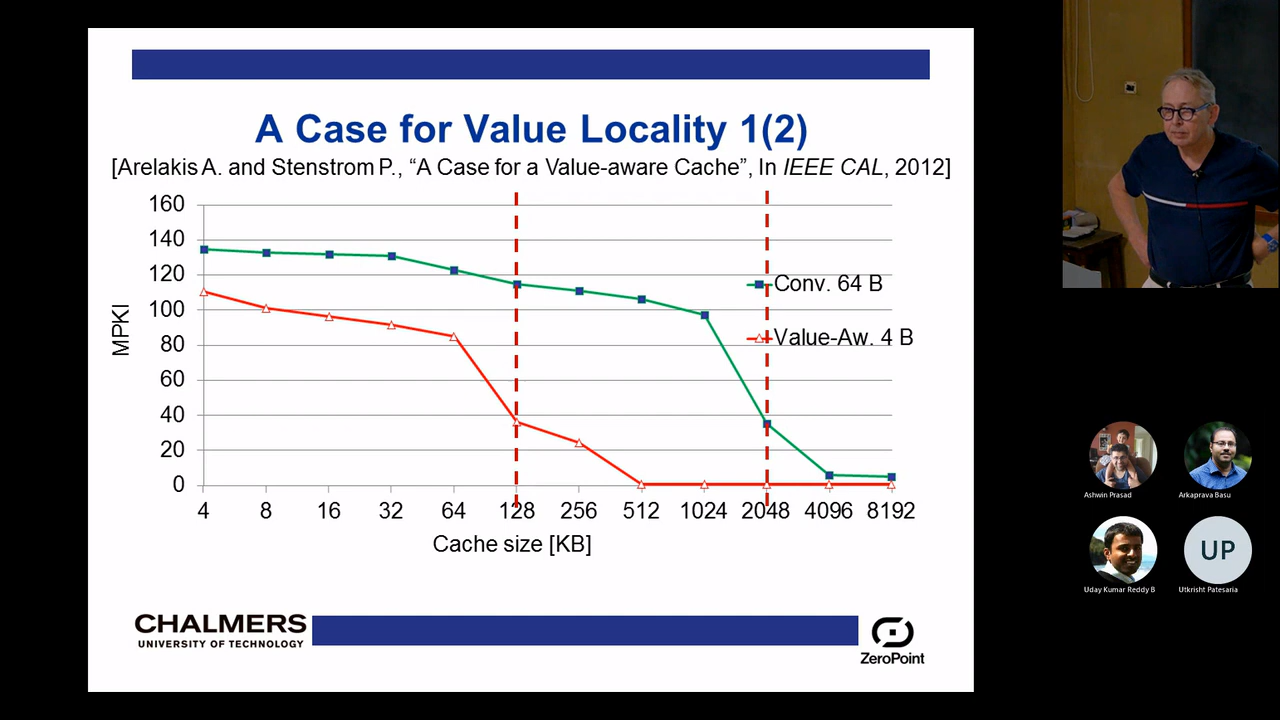 A Case for Value Locality 1(2)
[Arelakis A. and Stenstrom P., “A Case for a Value-aware Cache”, In IEEE CAL, 2012]
160
140
120
100
80
60
40
20
0
MPKI
Conv. 64 B
Value-Aw. 4 B
4 8 16 32 64 128 256 512 1024 2048 4096 8192
Cache size [KB]
CHALMERS
UNIVERSITY OF TECHNOLOGY
ZeroPoint
Ashwin Prasad
Arkaprava Basu
UP
Uday Kumar Reddy B
Utkrisht Patesaria